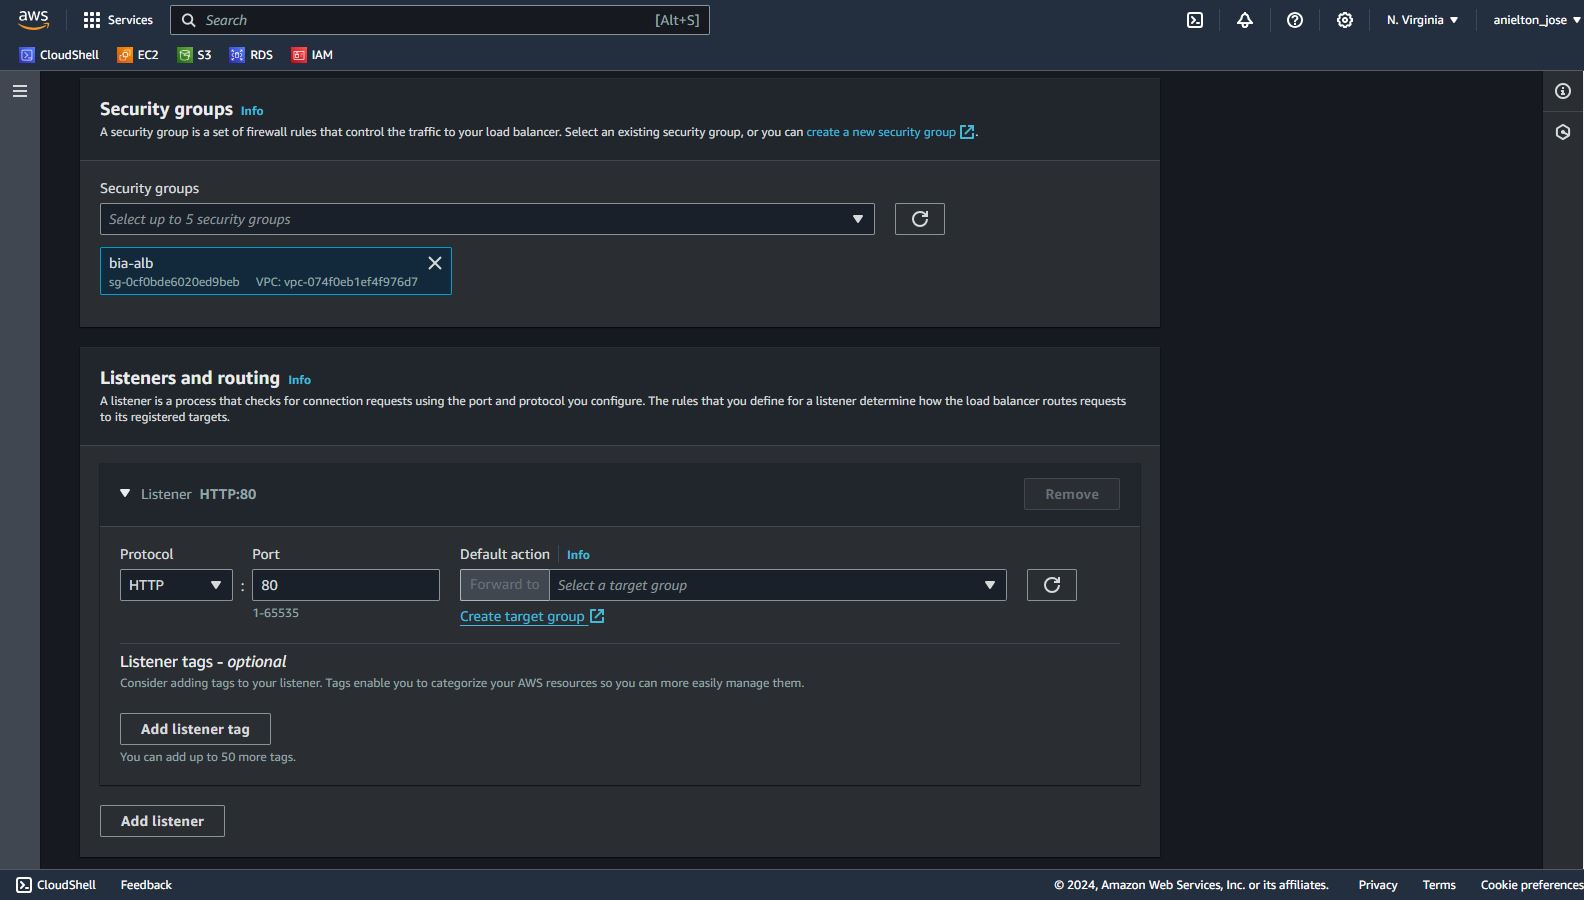 aws
Services
Search
[Alt+S]
N. Virginia
anielton_jose
CloudShell
EC2
S3
RDS
IAM
Security groups Info
A security group is a set of firewall rules that control the traffic to your load balancer. Select an existing security group, or you can create a new security group.
Security groups
Select up to 5 security groups
bia-alb
sg-0cf0bde6020ed9beb VPC: vpc-074f0eb1ef4f976d7
Listeners and routing Info
A listener is a process that checks for connection requests using the port and protocol you configure. The rules that you define for a listener determine how the load balancer routes requests
to its registered targets.
Listener HTTP:80
Remove
Protocol
Port
Default action Info
HTTP
:
80
Forward to
Select a target group
1-65535
Create target group
Listener tags - optional
Consider adding tags to your listener. Tags enable you to categorize your AWS resources so you can more easily manage them.
Add listener tag
You can add up to 50 more tags.
Add listener
CloudShell
Feedback
© 2024, Amazon Web Services, Inc. or its affiliates.
Privacy
Terms
Cookie preferences